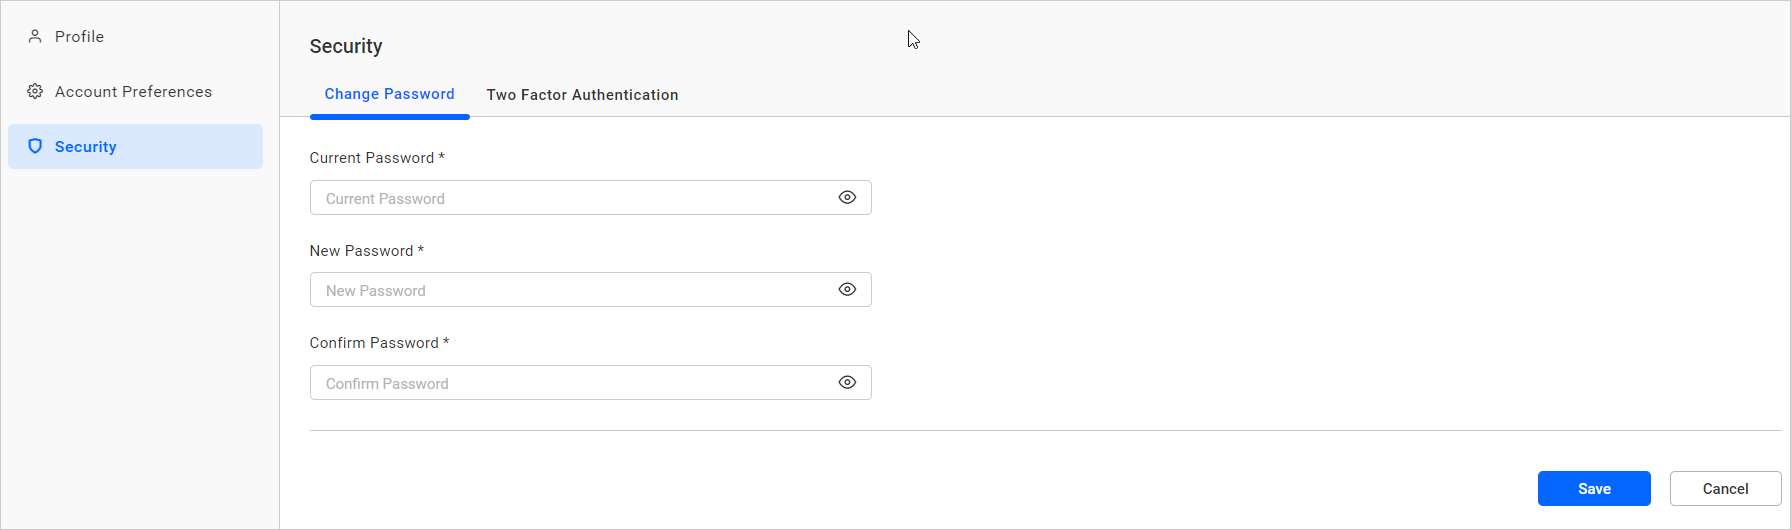 Profile
Account Preferences
Security
Security
Change Password
Two Factor Authentication
Current Password *
Current Password
New Password *
New Password
Confirm Password *
Confirm Password
Save
Cancel